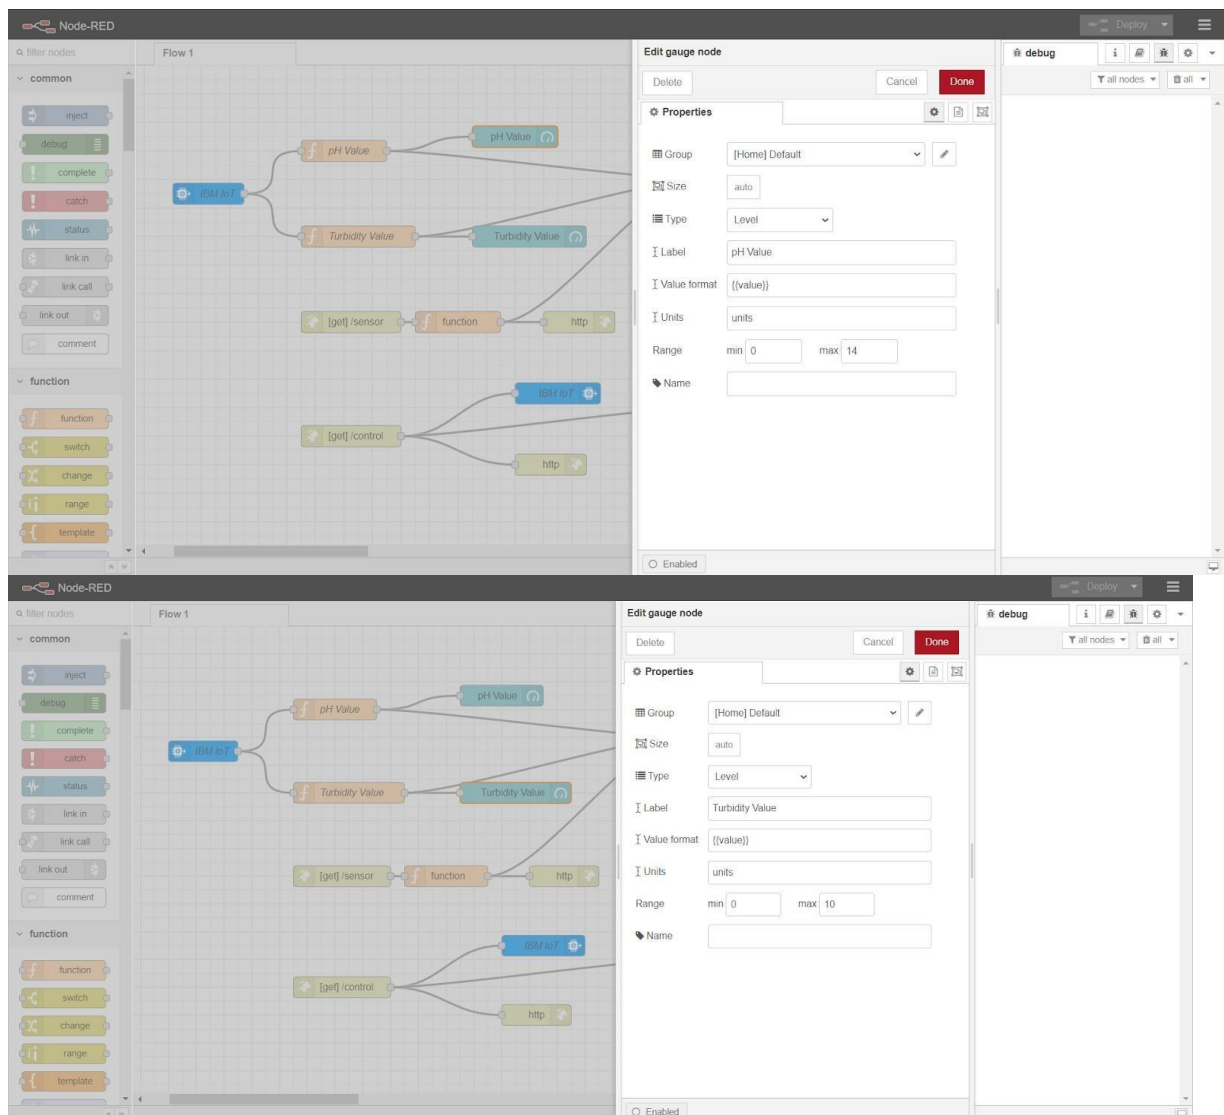 Node-RED
Deploy
filter nodes
common
inject
debug
complete
catch
status
link in
link call
link out
comment
function
function
switch
change
range
template
Flow 1
IBM IoT
pH Value
pH Value
Turbidity Value
Turbidity Value
[get] /sensor
function
http
IBM IoT
[get] /control
http
Edit gauge node
Delete
Cancel
Done
Properties
Group
[Home] Default
Size
auto
Type
Level
Label
pH Value
Value format
{{value}}
Units
units
Range
min 0
max 14
Name
Enabled
debug
i
all nodes
all
Node-RED
Deploy
filter nodes
common
inject
debug
complete
catch
status
link in
link call
link out
comment
function
function
switch
change
range
template
Flow 1
IBM IoT
pH Value
pH Value
Turbidity Value
Turbidity Value
[get] /sensor
function
http
IBM IoT
[get] /control
http
Edit gauge node
Delete
Cancel
Done
Properties
Group
[Home] Default
Size
auto
Type
Level
Label
Turbidity Value
Value format
{{value}}
Units
units
Range
min 0
max 10
Name
Enabled
debug
i
all nodes
all